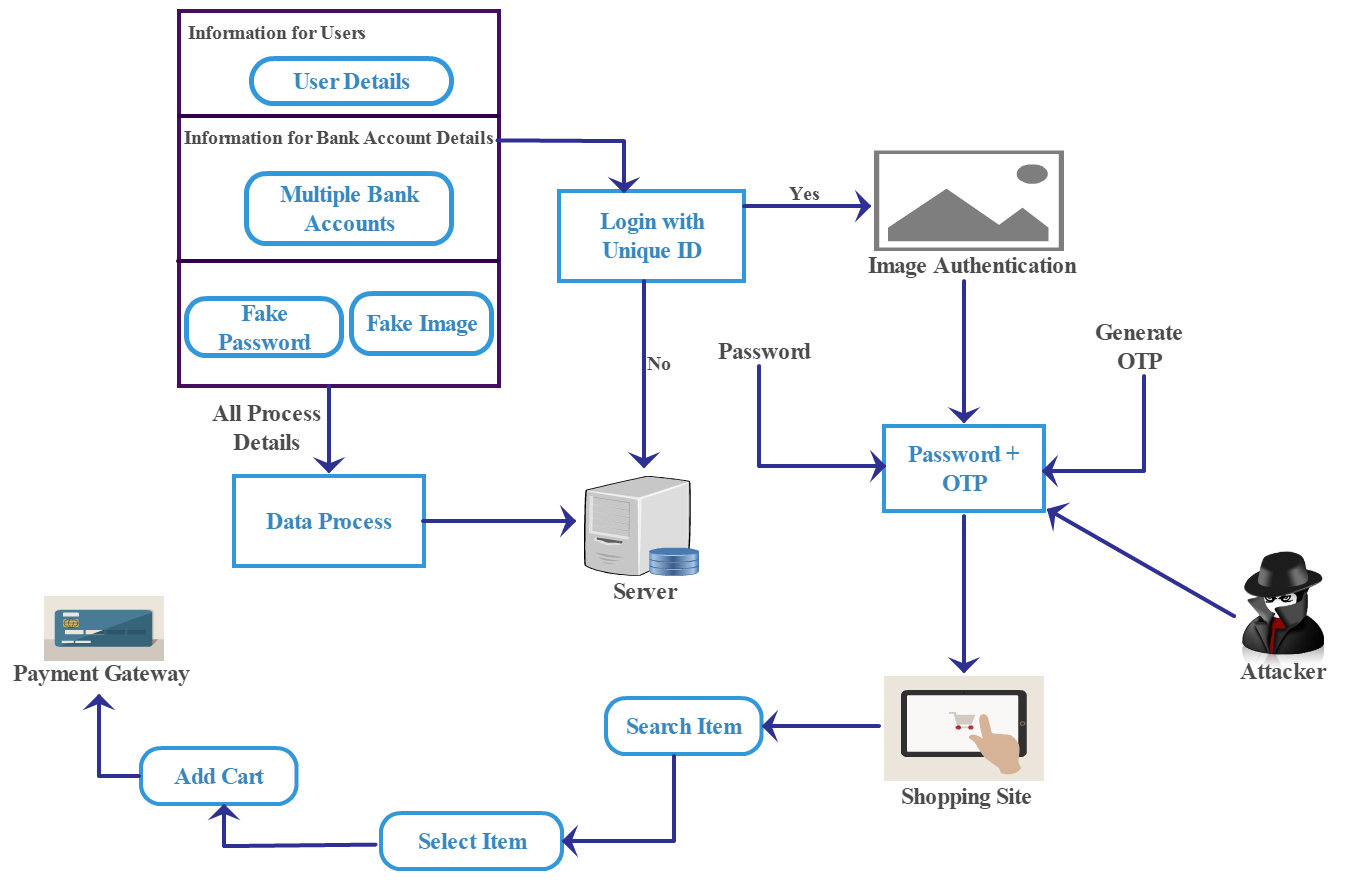 Information for Users
User Details
Information for Bank Account Details
Multiple Bank
Accounts
Fake
Password
Fake Image
All Process
Details
Data Process
Login with
Unique ID
Yes
No
Image Authentication
Password
Generate
OTP
Password +
OTP
Server
Attacker
Shopping Site
Search Item
Select Item
Add Cart
Payment Gateway